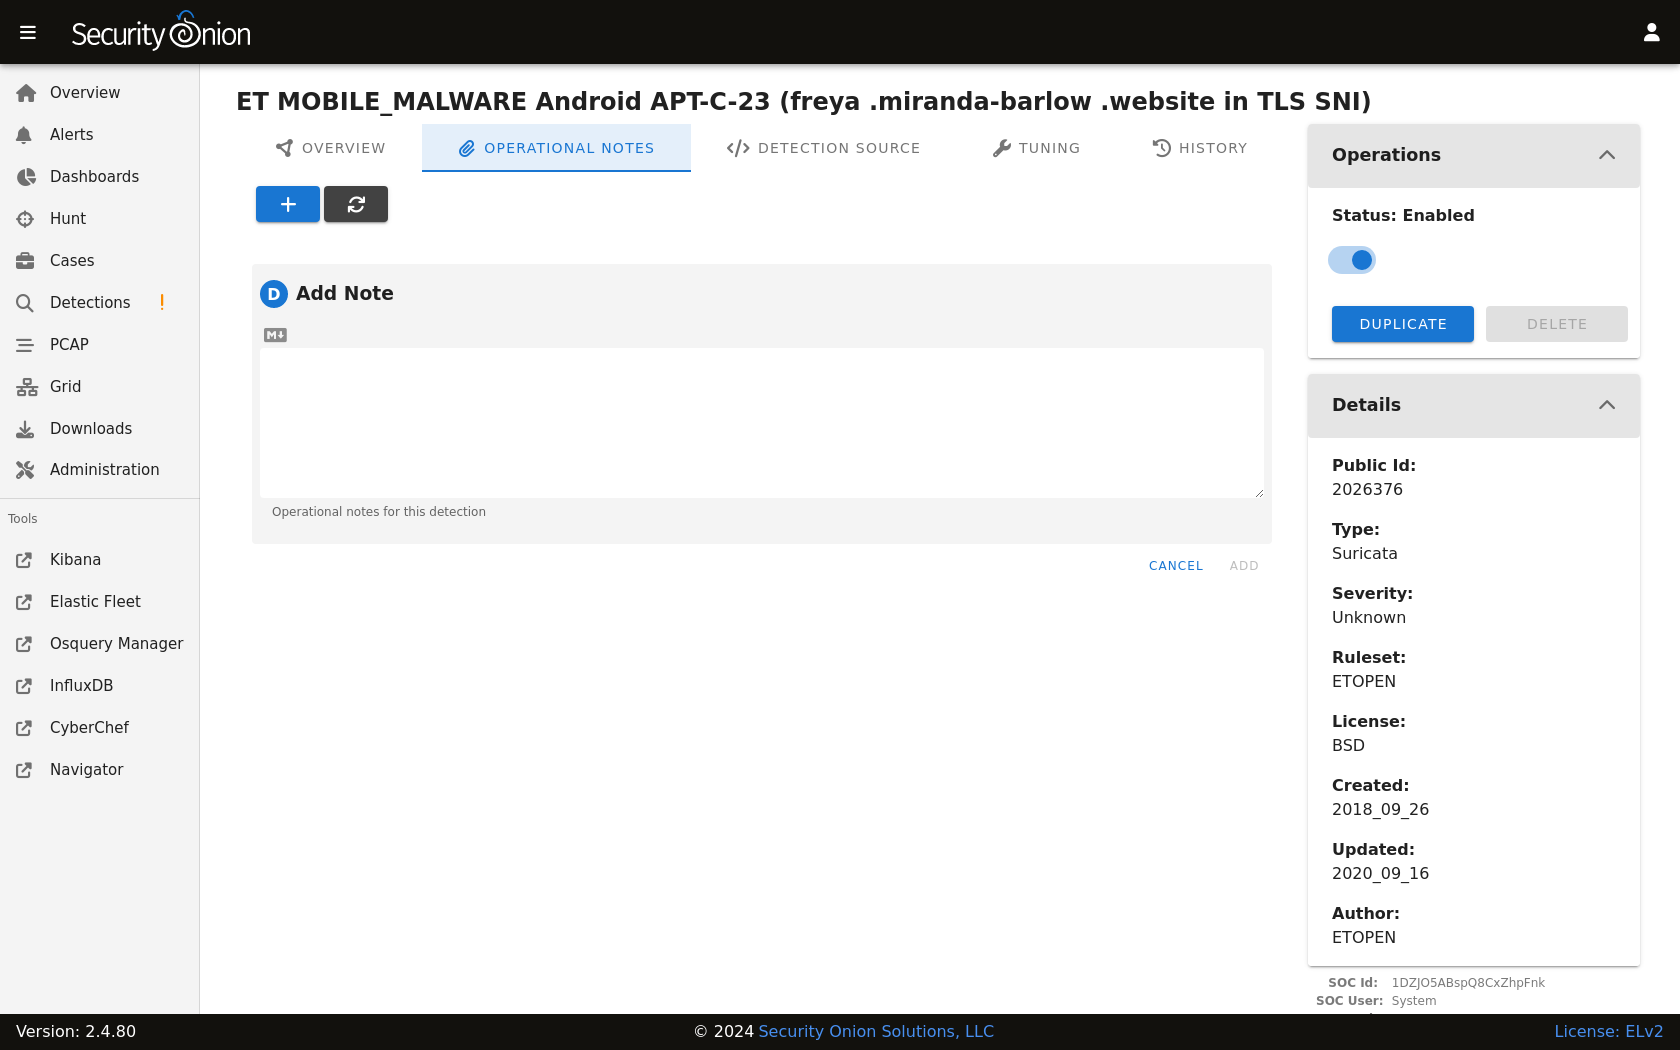 Security Onion
Overview
Alerts
Dashboards
Hunt
Cases
Detections !
PCAP
Grid
Downloads
Administration
Tools
Kibana
Elastic Fleet
Osquery Manager
InfluxDB
CyberChef
Navigator
ET MOBILE_MALWARE Android APT-C-23 (freya .miranda-barlow .website in TLS SNI)
OVERVIEW
OPERATIONAL NOTES
DETECTION SOURCE
TUNING
HISTORY
D Add Note
M
Operational notes for this detection
CANCEL ADD
Operations
Status: Enabled
DUPLICATE DELETE
Details
Public Id:
2026376
Type:
Suricata
Severity:
Unknown
Ruleset:
ETOPEN
License:
BSD
Created:
2018_09_26
Updated:
2020_09_16
Author:
ETOPEN
SOC Id: 1DZJO5ABspQ8CxZhpFnk
SOC User: System
Version: 2.4.80
© 2024 Security Onion Solutions, LLC
License: ELv2